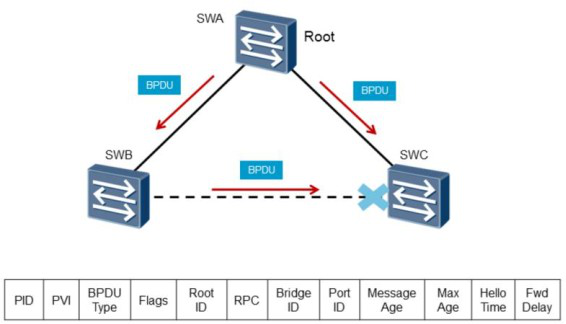 SWA
Root
BPDU
BPDU
SWB
SWC
BPDU
PID PVI BPDU Type Flags Root ID RPC Bridge ID Port ID Message Age Max Age Hello Time Fwd Delay